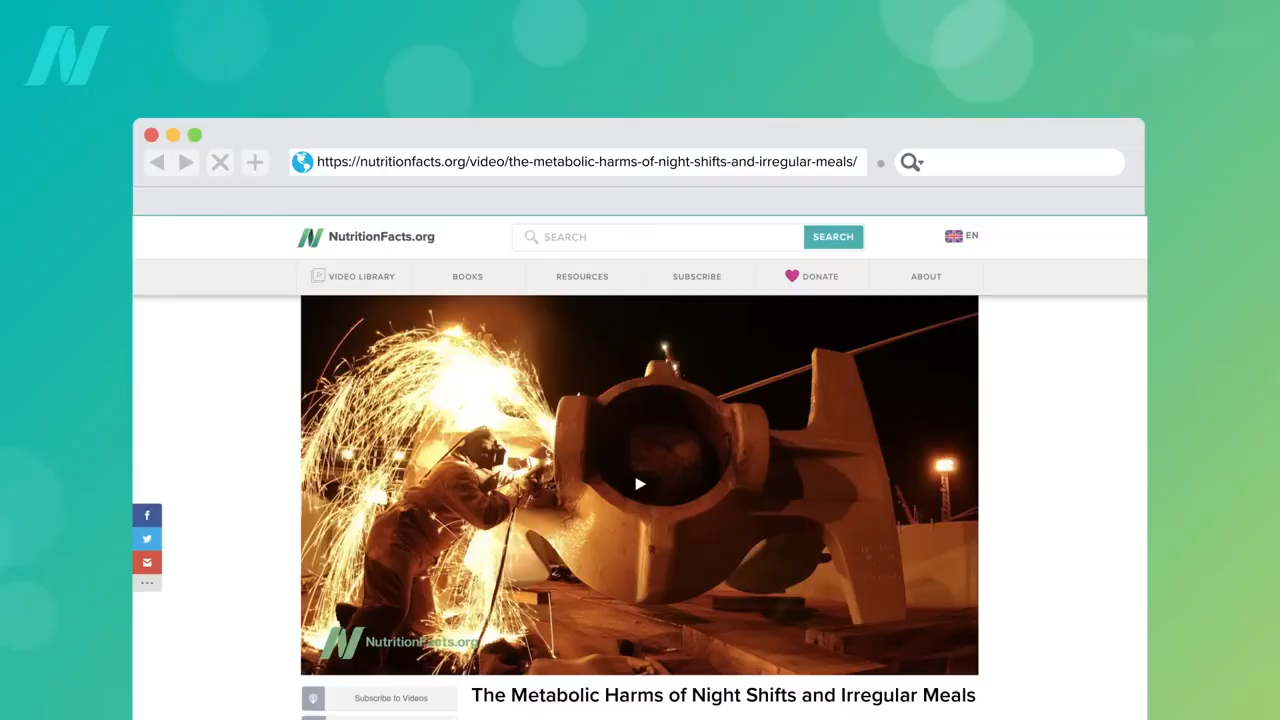 https://nutritionfacts.org/video/the-metabolic-harms-of-night-shifts-and-irregular-meals/
NutritionFacts.org
SEARCH
SEARCH
EN
VIDEO LIBRARY
BOOKS
RESOURCES
SUBSCRIBE
DONATE
ABOUT
NutritionFacts.org
Subscribe to Videos
The Metabolic Harms of Night Shifts and Irregular Meals